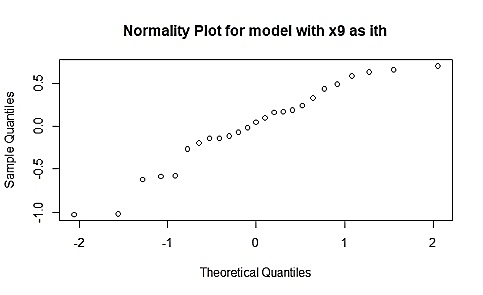 Normality Plot for model with x9 as ith
Sample Quantiles
0.5
0.0
-0.5
-1.0
-2 -1 0 1 2
Theoretical Quantiles